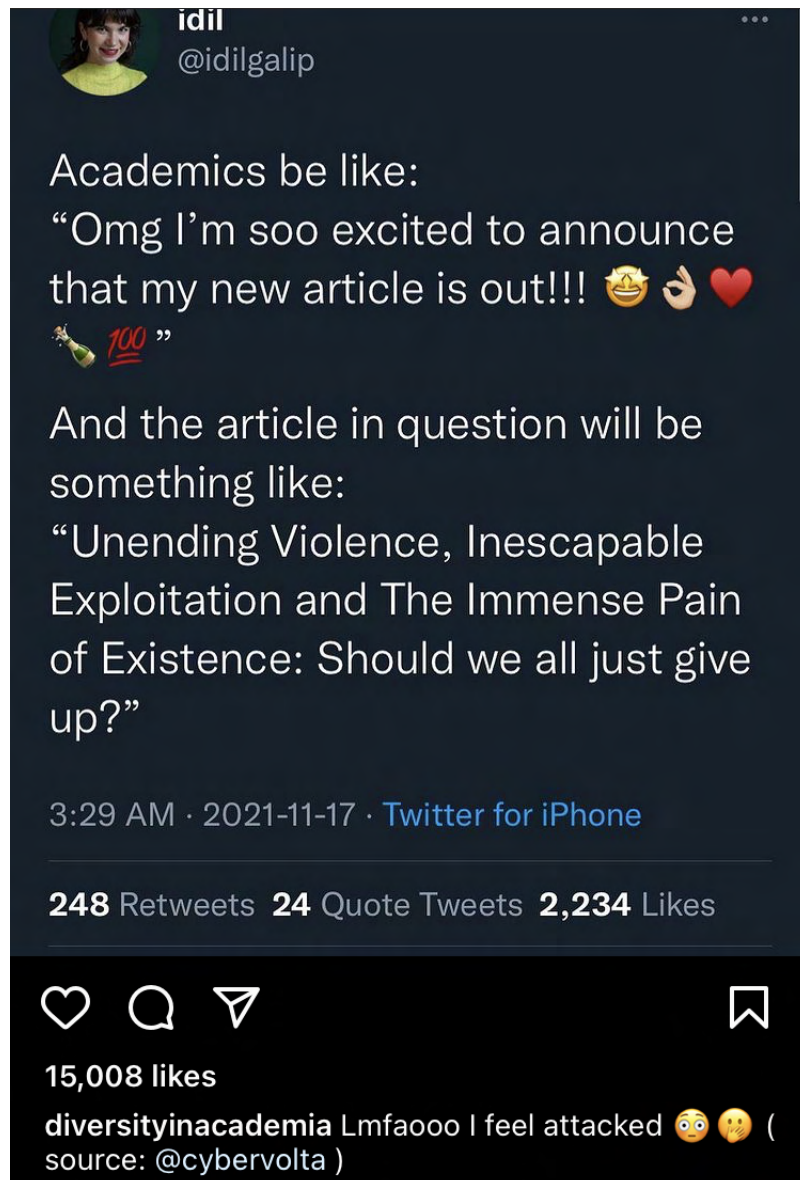 idil
@idilgalip
Academics be like:
“Omg I’m soo excited to announce
that my new article is out!!! 🤩👌🏼♥️
🍾💯”
And the article in question will be
something like:
“Unending Violence, Inescapable
Exploitation and The Immense Pain
of Existence: Should we all just give
up?”
3:29 AM · 2021-11-17 · Twitter for iPhone
248 Retweets 24 Quote Tweets 2,234 Likes
15,008 likes
diversityinacademia Lmfaooo I feel attacked 😳🫢 (
source: @cybervolta )